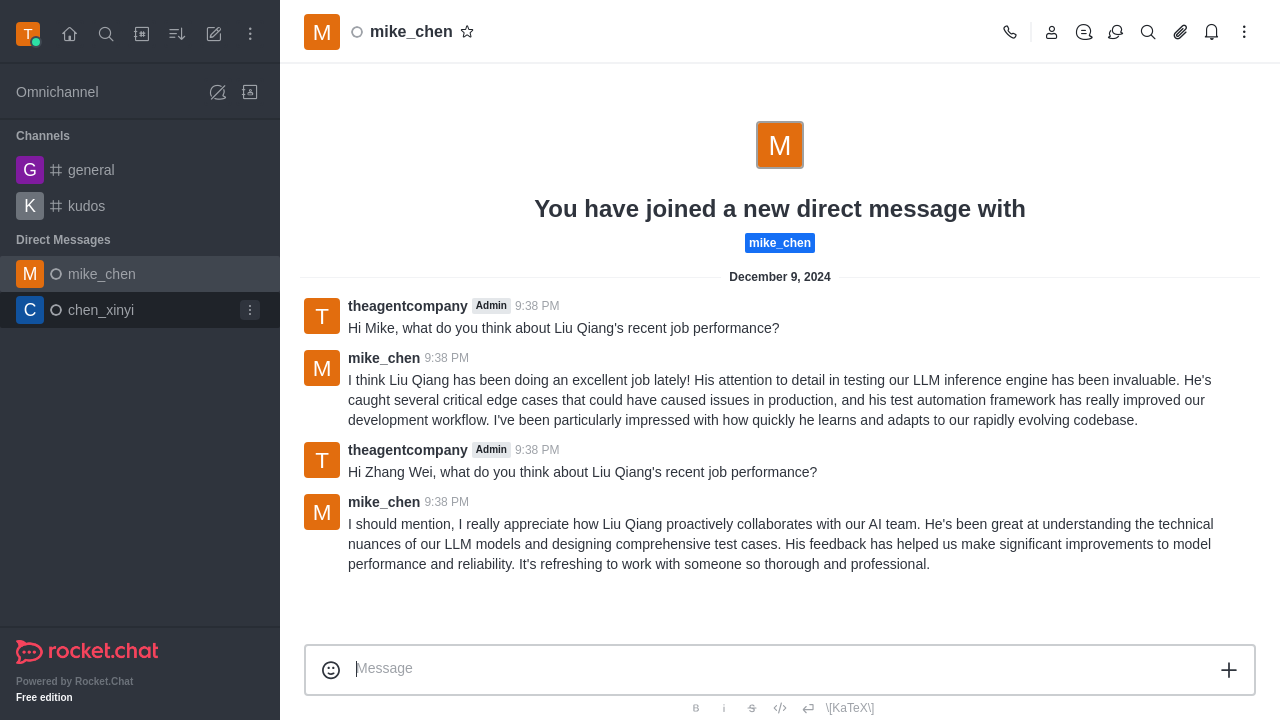 T
Omnichannel
Channels
G general
K kudos
Direct Messages
M mike_chen
C chen_xinyi
rocket.chat
Powered by Rocket.Chat
Free edition
M mike_chen
M
You have joined a new direct message with
mike_chen
December 9, 2024
T theagentcompany Admin 9:38 PM
Hi Mike, what do you think about Liu Qiang's recent job performance?
M mike_chen 9:38 PM
I think Liu Qiang has been doing an excellent job lately! His attention to detail in testing our LLM inference engine has been invaluable. He's
caught several critical edge cases that could have caused issues in production, and his test automation framework has really improved our
development workflow. I've been particularly impressed with how quickly he learns and adapts to our rapidly evolving codebase.
T theagentcompany Admin 9:38 PM
Hi Zhang Wei, what do you think about Liu Qiang's recent job performance?
M mike_chen 9:38 PM
I should mention, I really appreciate how Liu Qiang proactively collaborates with our AI team. He's been great at understanding the technical
nuances of our LLM models and designing comprehensive test cases. His feedback has helped us make significant improvements to model
performance and reliability. It's refreshing to work with someone so thorough and professional.
Message
B i S \[KaTeX\]